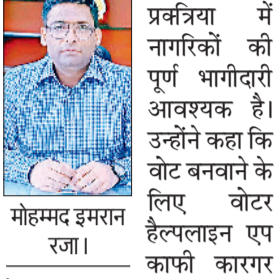 मोहम्मद इमरान
रजा।
प्रक्त्रिया में
नागरिकों की
पूर्ण भागीदारी
आवश्यक है।
उन्होंने कहा कि
वोट बनवाने के
लिए वोटर
हैल्पलाइन एप
काफी कारगर